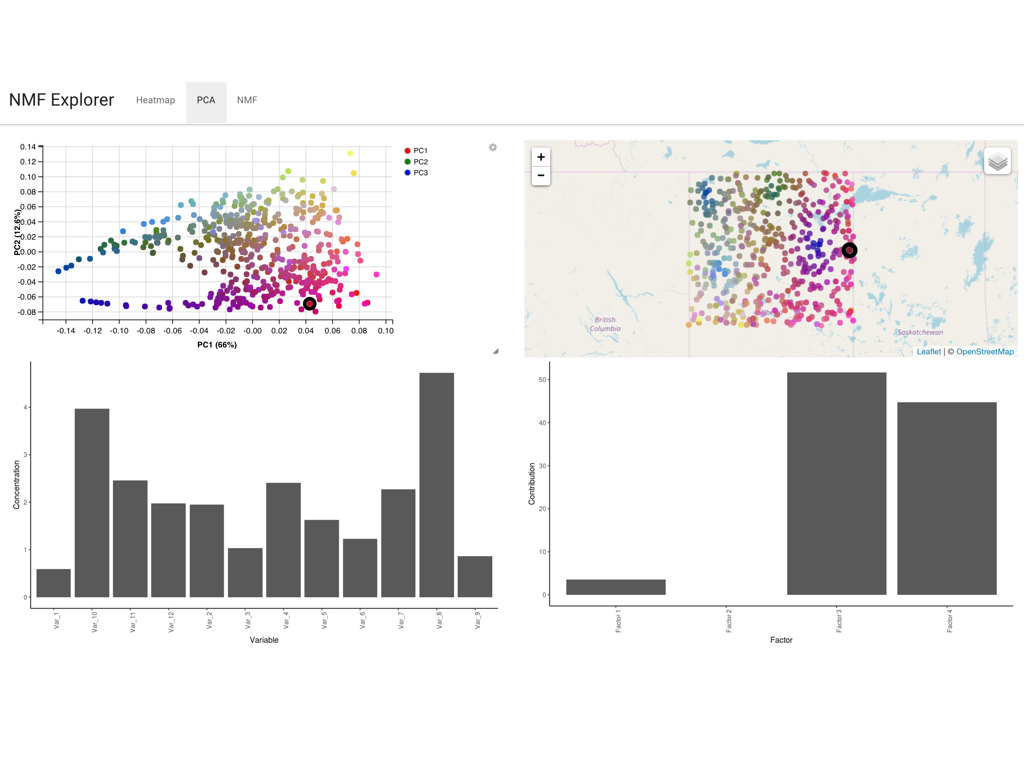 NMF Explorer
Heatmap
PCA
NMF
0.14
0.12
0.10
0.08
0.06
0.04
0.02
0.00
-0.02
-0.04
-0.06
-0.08
PC2 (12.6%)
-0.14
-0.12
-0.10
-0.08
-0.06
-0.04
-0.02
-0.00
0.02
0.04
0.06
0.08
0.10
PC1 (66%)
PC1
PC2
PC3
+
−
British
Columbia
Saskatchewan
Leaflet | © OpenStreetMap
4
3
2
1
0
Concentration
Var_1
Var_10
Var_11
Var_12
Var_2
Var_3
Var_4
Var_5
Var_6
Var_7
Var_8
Var_9
Variable
50
40
30
20
10
0
Contribution
Factor 1
Factor 2
Factor 3
Factor 4
Factor